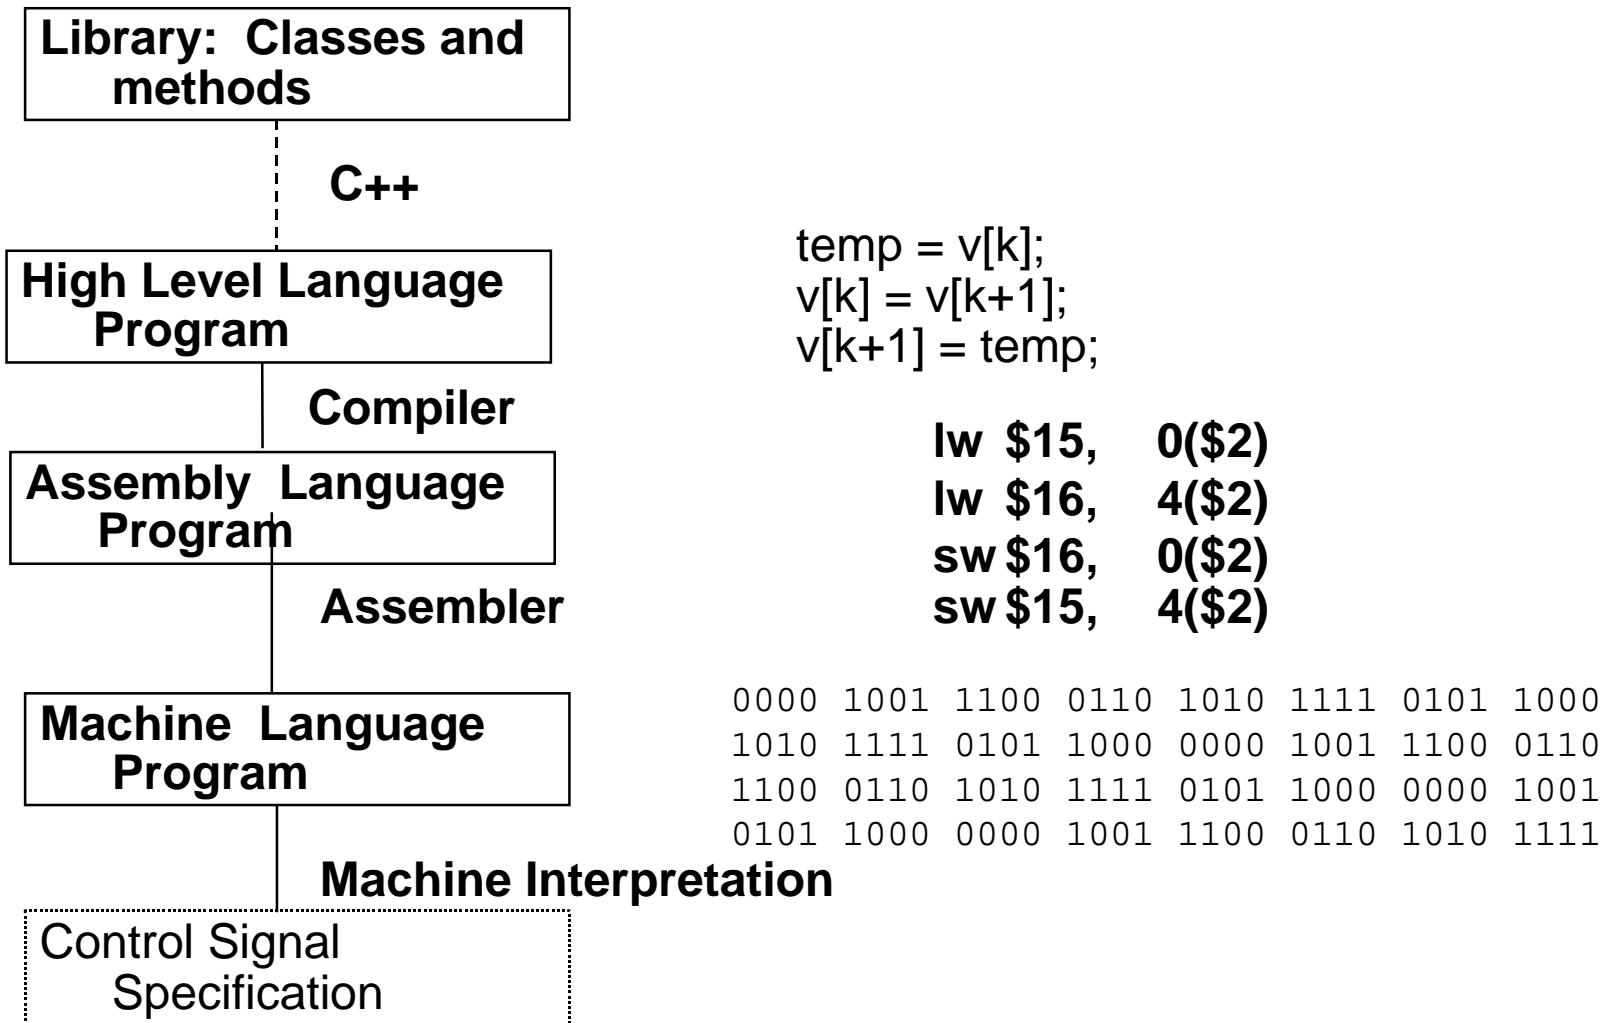 Library: Classes and
methods
C++
High Level Language
Program
temp = v[k];
v[k] = v[k+1];
v[k+1] = temp;
Compiler
Assembly Language
Program
lw $15, 0($2)
lw $16, 4($2)
sw $16, 0($2)
sw $15, 4($2)
Assembler
Machine Language
Program
0000 1001 1100 0110 1010 1111 0101 1000
1010 1111 0101 1000 0000 1001 1100 0110
1100 0110 1010 1111 0101 1000 0000 1001
0101 1000 0000 1001 1100 0110 1010 1111
Machine Interpretation
Control Signal
Specification